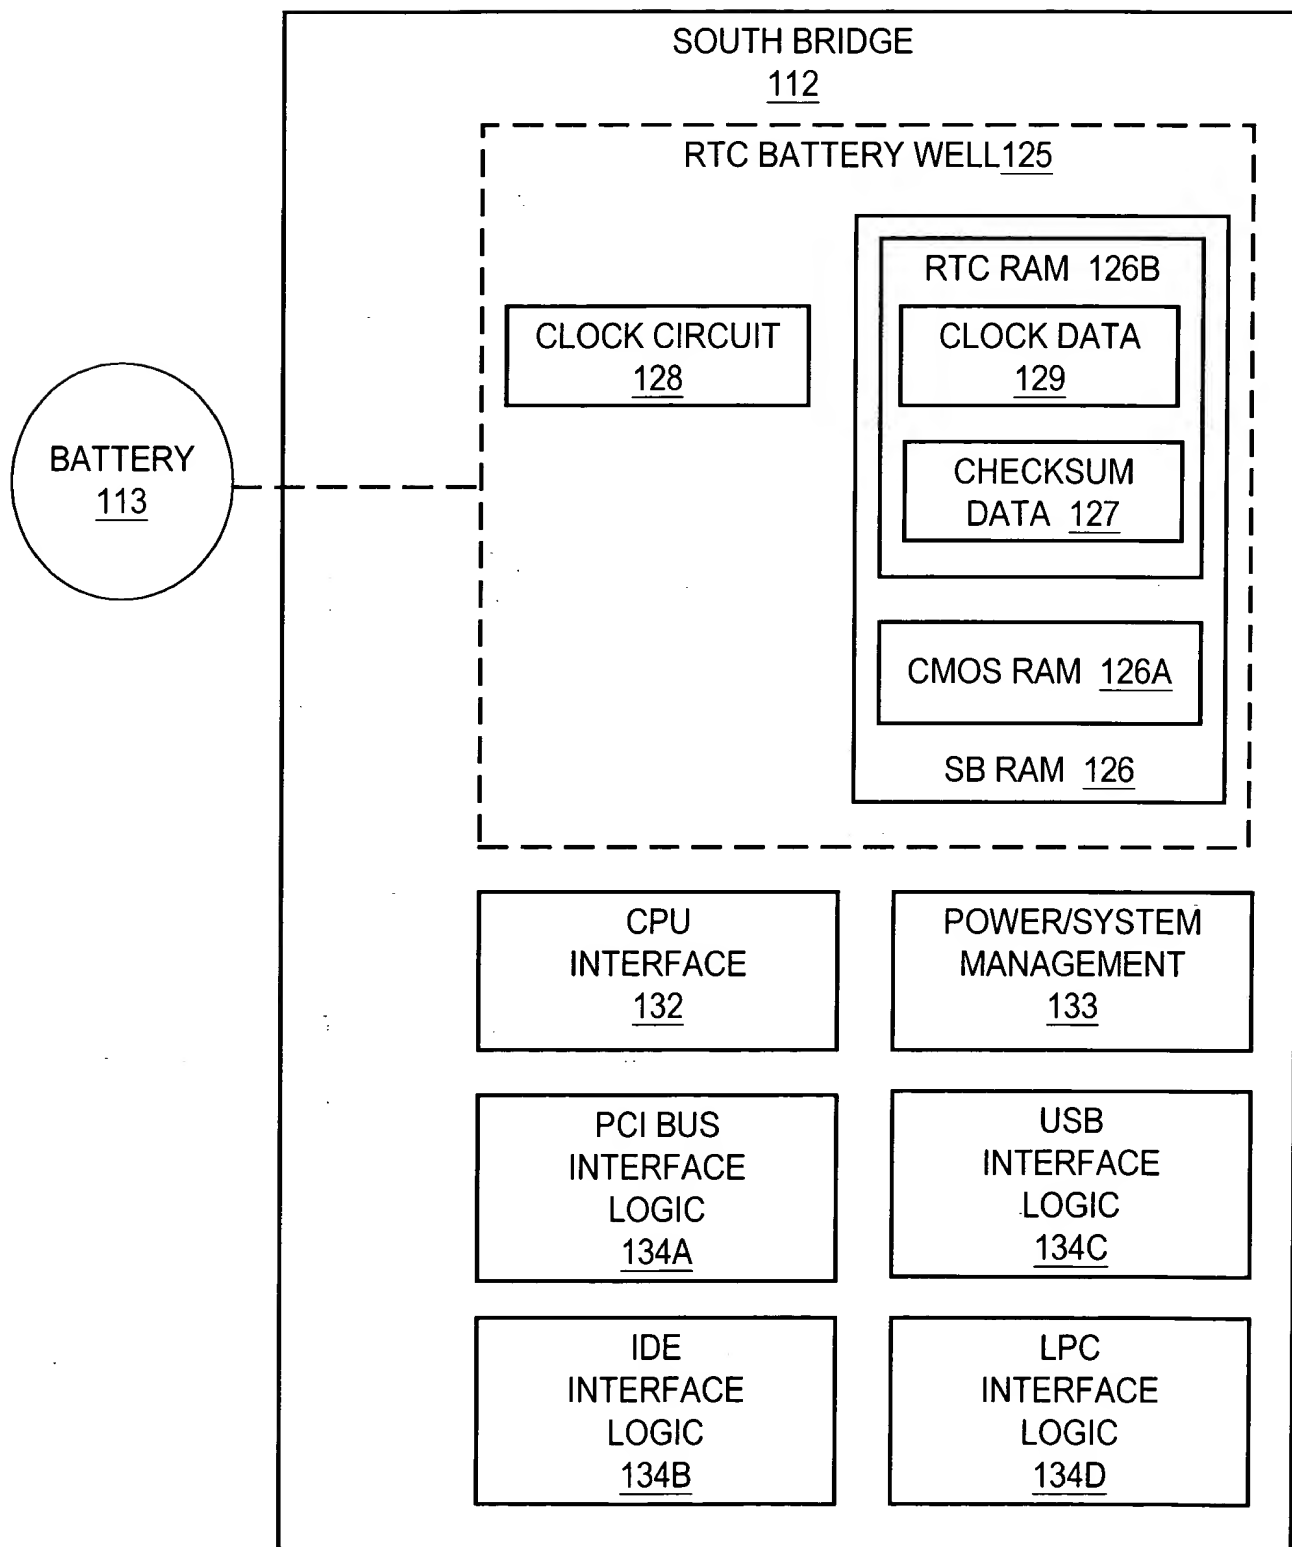 SOUTH BRIDGE
112
RTC BATTERY WELL 125
RTC RAM 126B
CLOCK CIRCUIT
128
CLOCK DATA
129
BATTERY
113
CHECKSUM
DATA 127
CMOS RAM 126A
SB RAM 126
CPU
INTERFACE
132
POWER/SYSTEM
MANAGEMENT
133
PCI BUS
INTERFACE
LOGIC
134A
USB
INTERFACE
LOGIC
134C
IDE
INTERFACE
LOGIC
134B
LPC
INTERFACE
LOGIC
134D